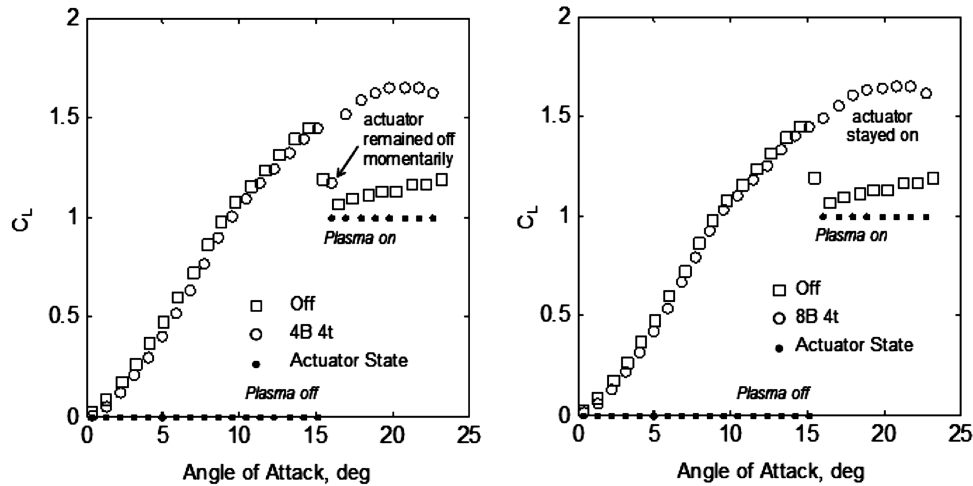 2
1.5
1
0.5
0
C_L
actuator
remained off
momentarily
Plasma on
Off
4B 4t
Actuator State
Plasma off
0 5 10 15 20 25
Angle of Attack, deg
2
1.5
1
0.5
0
C_L
actuator
stayed on
Plasma on
Off
8B 4t
Actuator State
Plasma off
0 5 10 15 20 25
Angle of Attack, deg